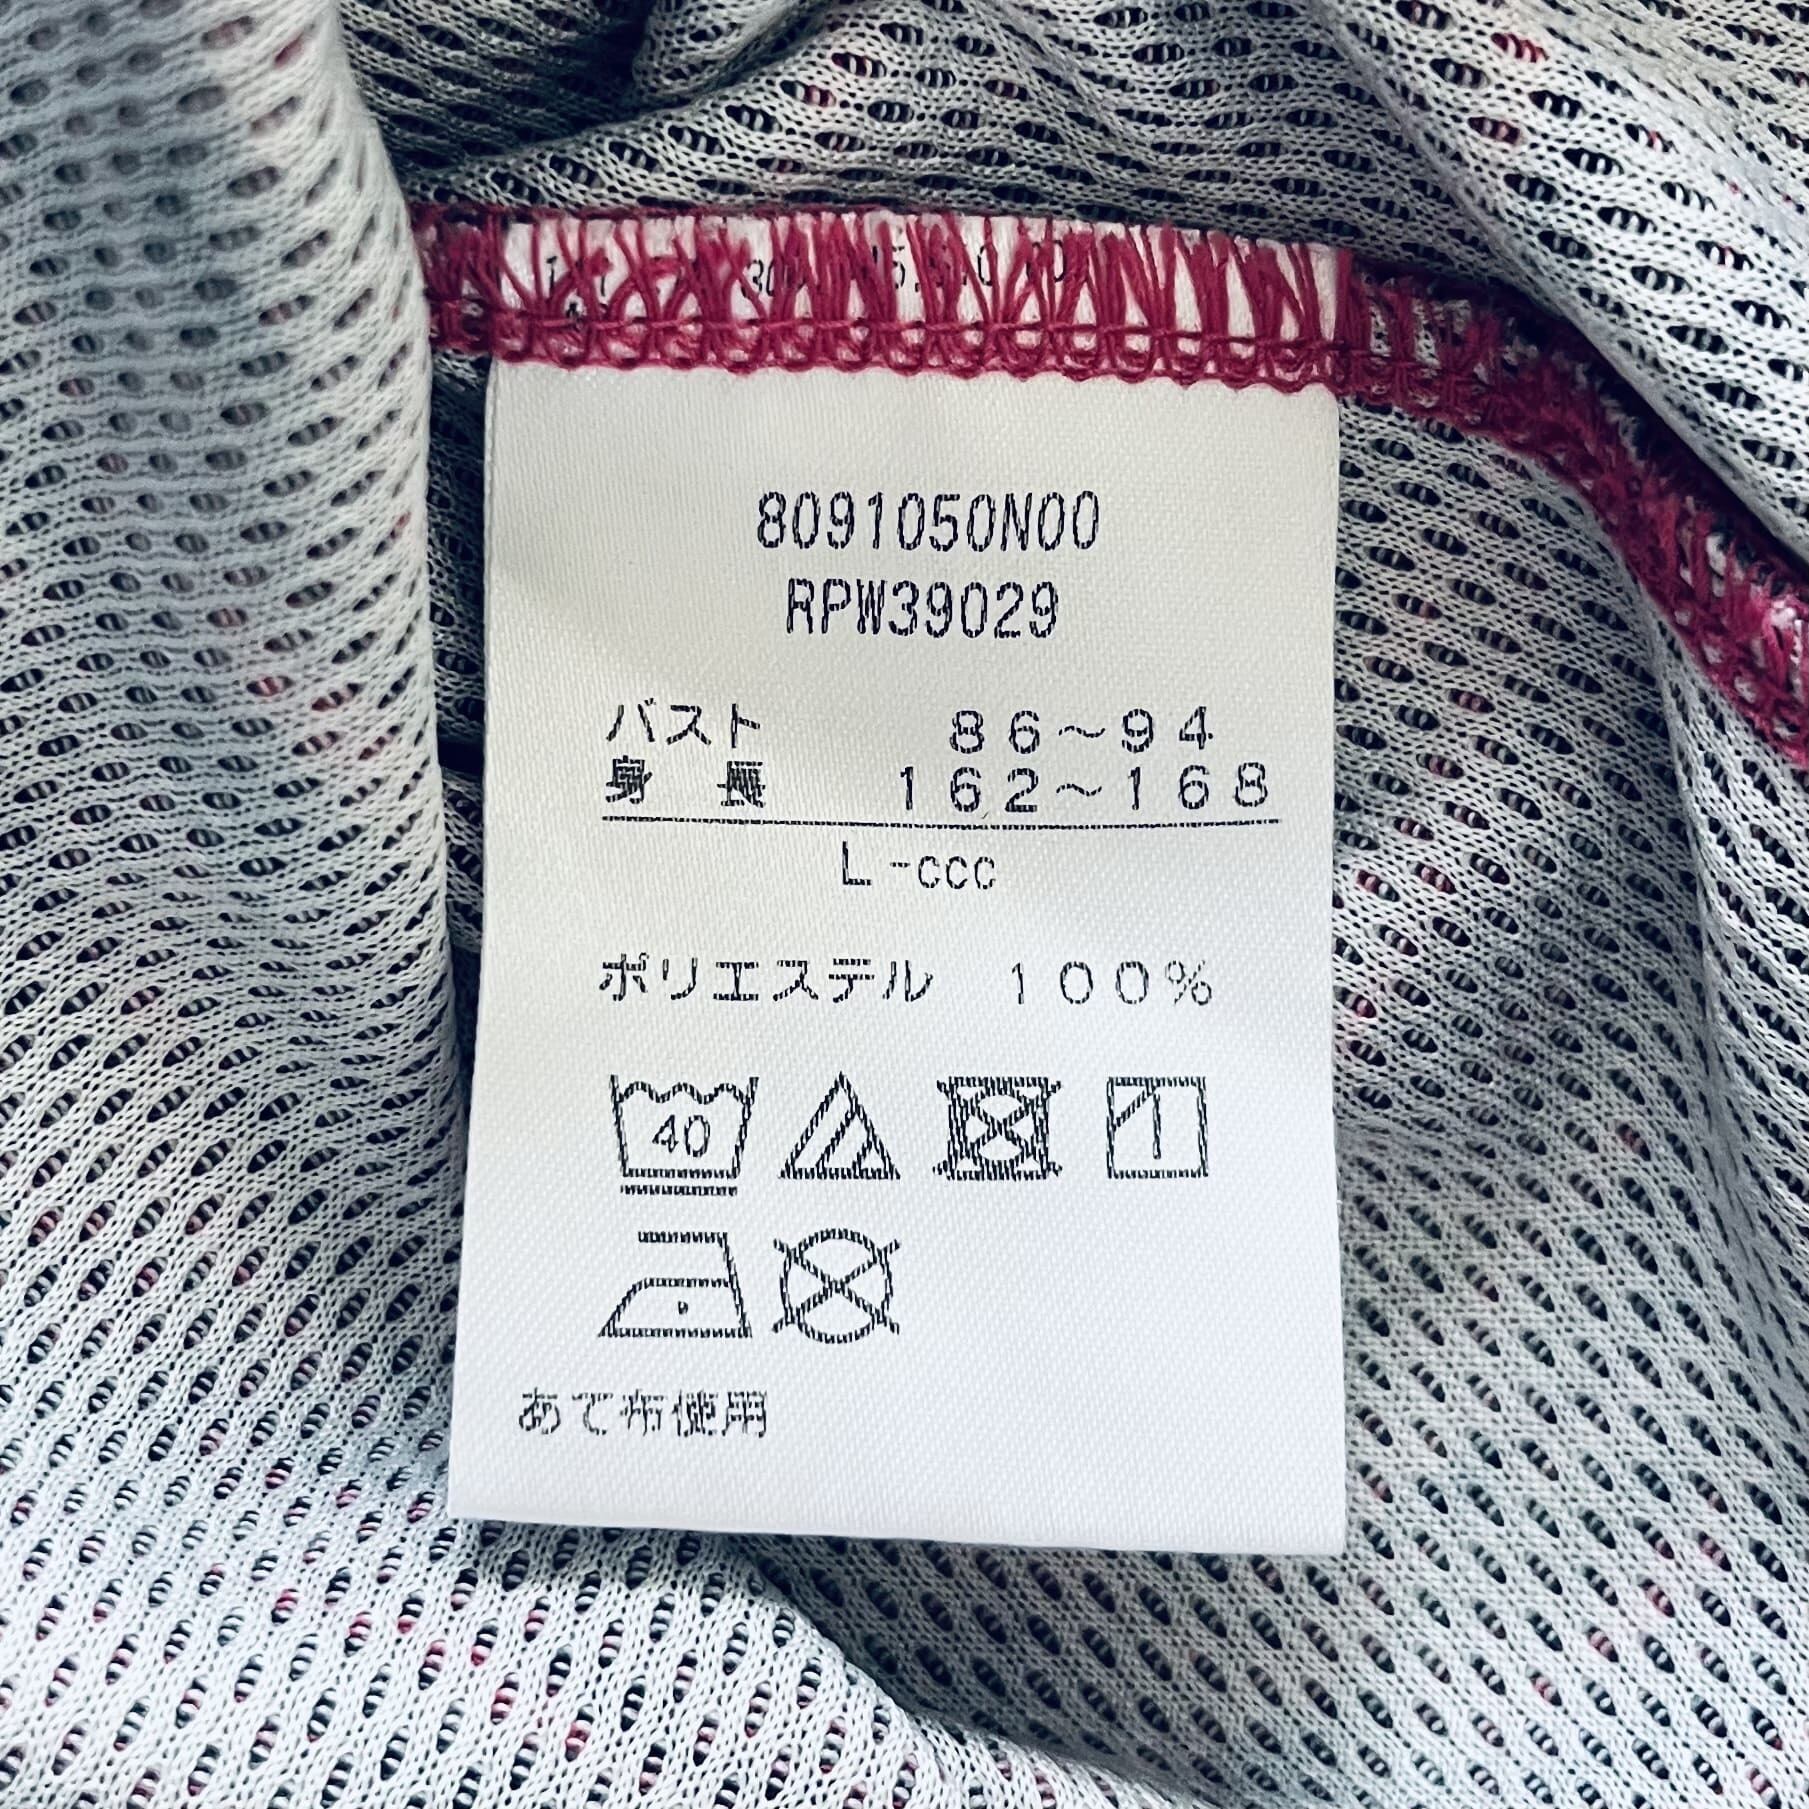 8091050N00
RPW39029
バスト 86～94
身 長 162～168
L -ccc
ポリエステル 100%
40
あて布使用